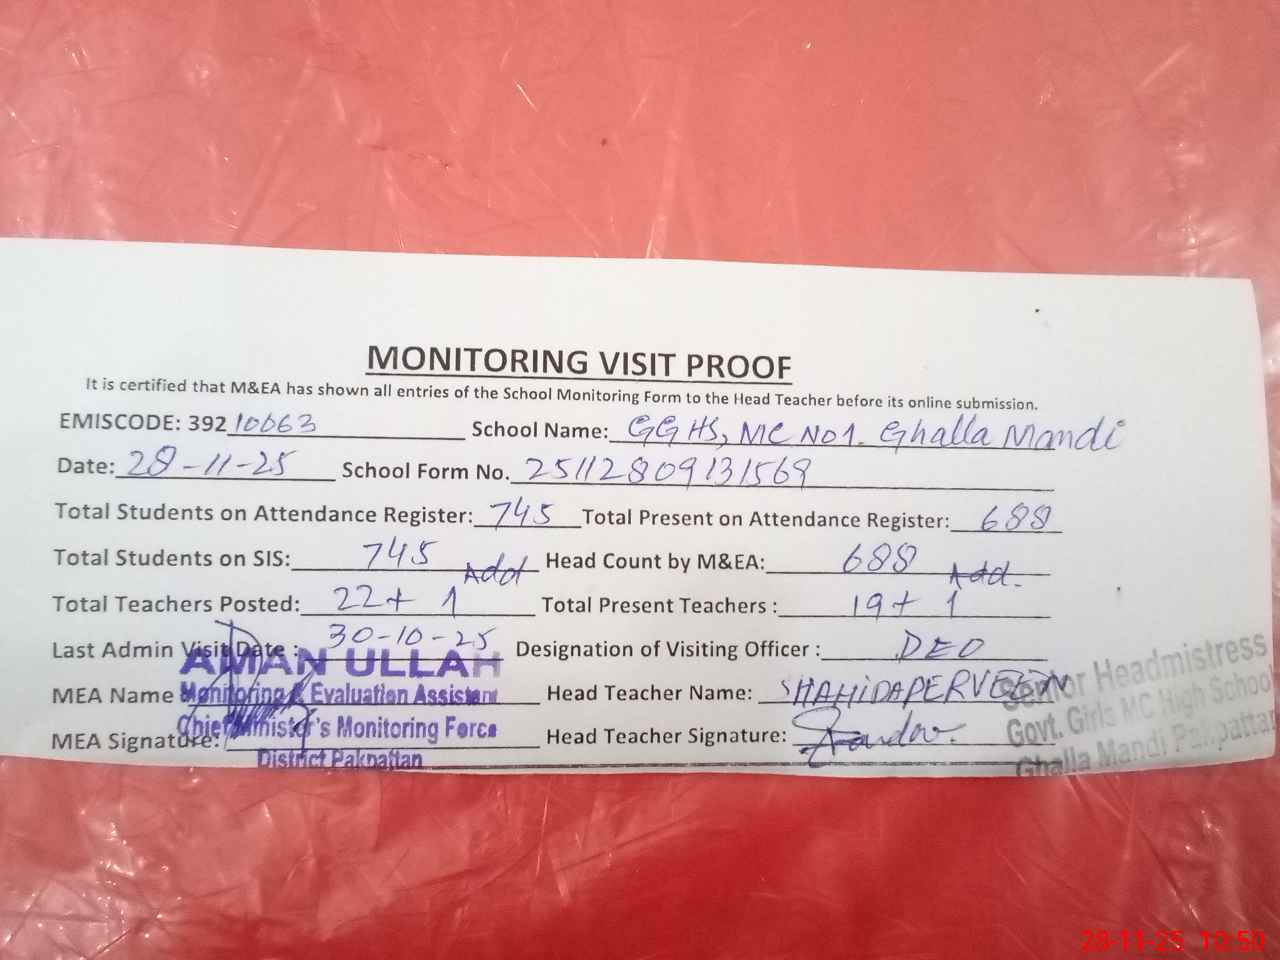 MONITORING VISIT PROOF
It is certified that M&EA has shown all entries of the School Monitoring Form to the Head Teacher before its online submission.
EMISCODE: 392 10663 School Name: GGHS, MC No1. Ghalla Mandi
Date: 28-11-25 School Form No. 25112809131569
Total Students on Attendance Register: 745 Total Present on Attendance Register: 688
Total Students on SIS: 745 Head Count by M&EA: 688
Add Add.
Total Teachers Posted: 22+1 Total Present Teachers : 19+1
Last Admin Visit Date : 30-10-25 Designation of Visiting Officer : DEO
AMAN ULLAH
MEA Name Monitoring & Evaluation Assistant Head Teacher Name: SHAHIDAPERVEEN
Chief Minister's Monitoring Force
MEA Signature: Head Teacher Signature:
District Pakpattan
Senior Headmistress
Govt. Girls MC High School
Ghalla Mandi Pakpattan
28-11-25 10:50